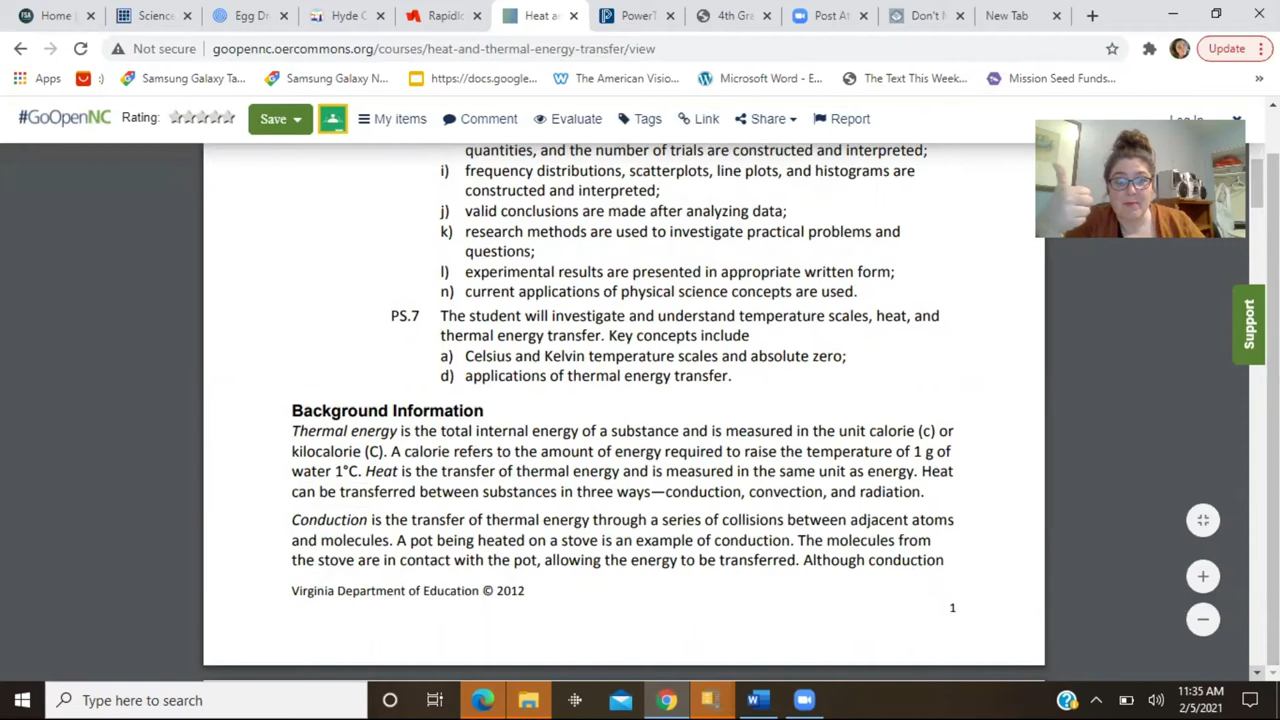 Home |
Science
Egg Dr
Hyde C
RapidIc
Heat ar
PowerT
4th Gra
Post At
Don't I
New Tab
Not secure
goopennc.oercommons.org/courses/heat-and-thermal-energy-transfer/view
Update
Apps
:)
Samsung Galaxy Ta...
Samsung Galaxy N...
https://docs.google...
The American Visio...
Microsoft Word - E...
The Text This Week...
Mission Seed Funds...
»
#GoOpenNC
Rating:
Save
My items
Comment
Evaluate
Tags
Link
Share
Report
quantities, and the number of trials are constructed and interpreted;
i) frequency distributions, scatterplots, line plots, and histograms are
constructed and interpreted;
j) valid conclusions are made after analyzing data;
k) research methods are used to investigate practical problems and
questions;
l) experimental results are presented in appropriate written form;
n) current applications of physical science concepts are used.
PS.7 The student will investigate and understand temperature scales, heat, and
thermal energy transfer. Key concepts include
a) Celsius and Kelvin temperature scales and absolute zero;
d) applications of thermal energy transfer.
Background Information
Thermal energy is the total internal energy of a substance and is measured in the unit calorie (c) or
kilocalorie (C). A calorie refers to the amount of energy required to raise the temperature of 1 g of
water 1°C. Heat is the transfer of thermal energy and is measured in the same unit as energy. Heat
can be transferred between substances in three ways—conduction, convection, and radiation.
Conduction is the transfer of thermal energy through a series of collisions between adjacent atoms
and molecules. A pot being heated on a stove is an example of conduction. The molecules from
the stove are in contact with the pot, allowing the energy to be transferred. Although conduction
Virginia Department of Education © 2012
1
Support
Type here to search
11:35 AM
2/5/2021